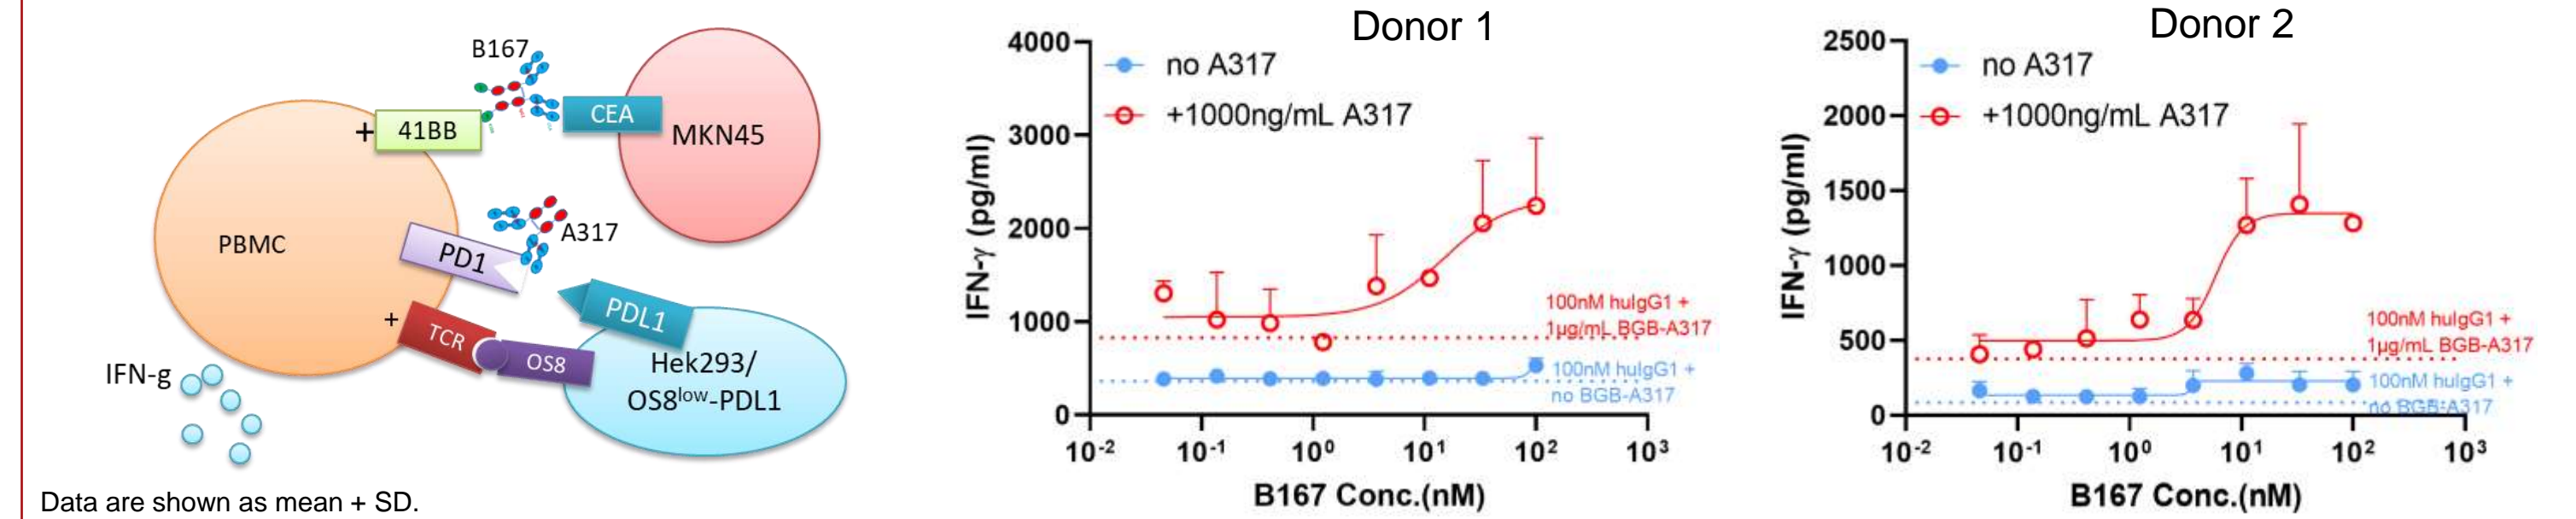 B167
CEA
MKN45
+
41BB
PBMC
PD1
A317
+
TCR
OS8
PDL1
Hek293/
OS8low-PDL1
IFN-g
Data are shown as mean + SD.
Donor 1
no A317
+1000ng/mL A317
IFN-γ (pg/ml)
4000
3000
2000
1000
0
100nM huIgG1 +
1µg/mL BGB-A317
100nM huIgG1 +
no BGB-A317
10-2 10-1 100 101 102 103
B167 Conc.(nM)
Donor 2
no A317
+1000ng/mL A317
IFN-γ (pg/ml)
2500
2000
1500
1000
500
0
100nM huIgG1 +
1µg/mL BGB-A317
100nM huIgG1 +
no BGB-A317
10-2 10-1 100 101 102 103
B167 Conc.(nM)